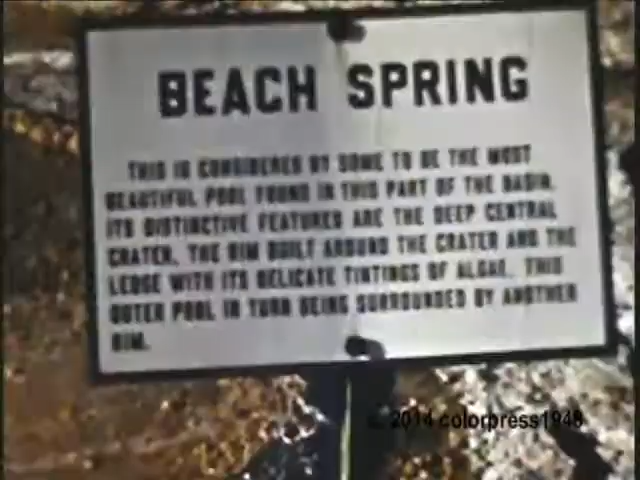 BEACH SPRING
THIS IS CONSIDERED BY SOME TO BE THE MOST
BEAUTIFUL POOL FOUND IN THIS PART OF THE BASIN.
ITS DISTINCTIVE FEATURES ARE THE DEEP CENTRAL
CRATER, THE RIM BUILT AROUND THE CRATER AND THE
LEDGE WITH ITS DELICATE TINTINGS OF ALGAE. THIS
OUTER POOL IN TURN BEING SURROUNDED BY ANOTHER
RIM.
© 2014 colorpress1948